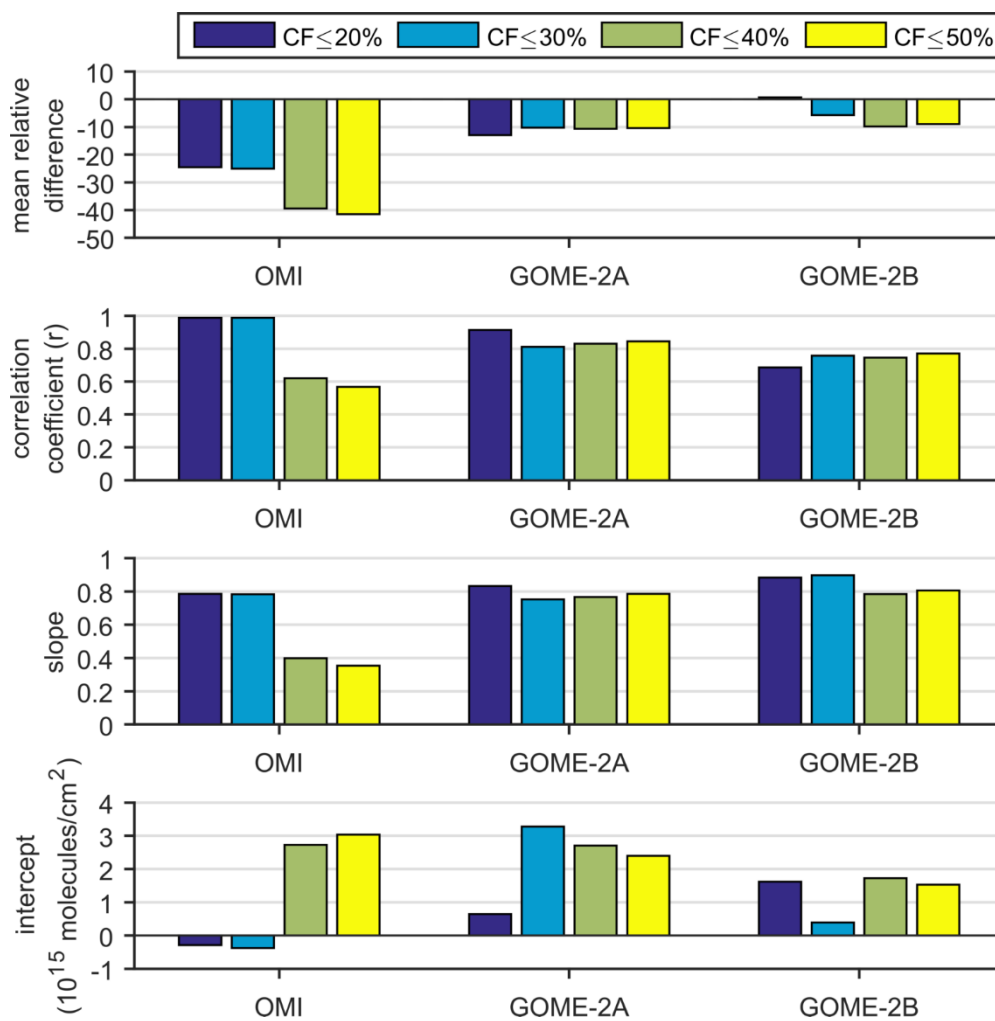 CF≤20% CF≤30% CF≤40% CF≤50%
mean relative
difference
10
0
-10
-20
-30
-40
-50
OMI GOME-2A GOME-2B
correlation
coefficient (r)
1
0.8
0.6
0.4
0.2
0
OMI GOME-2A GOME-2B
slope
1
0.8
0.6
0.4
0.2
0
OMI GOME-2A GOME-2B
intercept
(10¹⁵ molecules/cm²)
4
3
2
1
0
-1
OMI GOME-2A GOME-2B